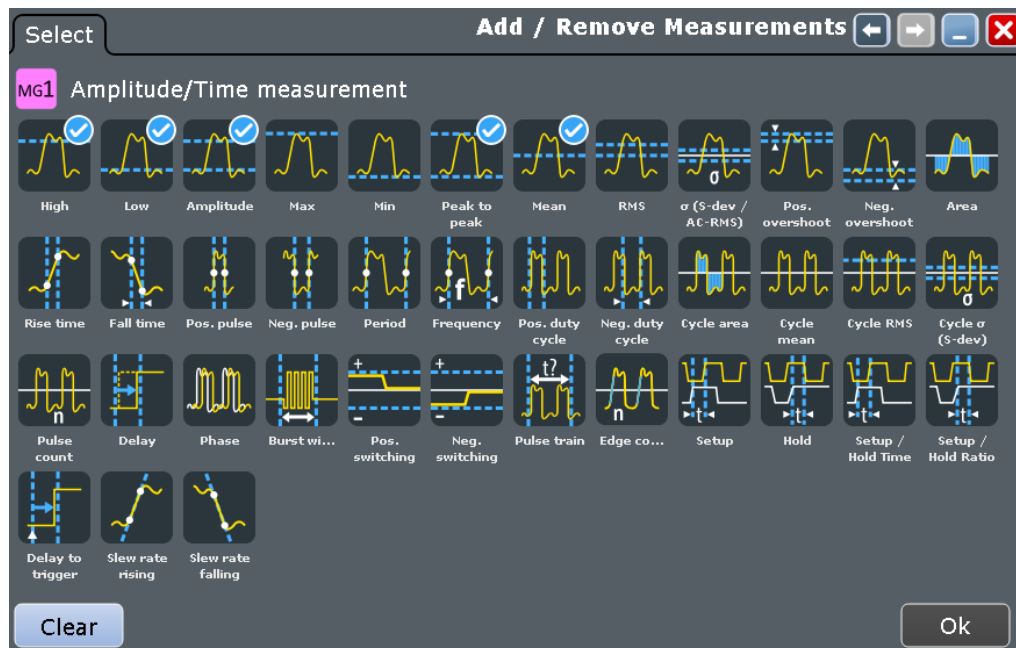 Select
Add / Remove Measurements
MG1 Amplitude/Time measurement
σ
High Low Amplitude Max Min Peak to peak Mean RMS σ (S-dev / AC-RMS) Pos. overshoot Neg. overshoot Area
f
σ
Rise time Fall time Pos. pulse Neg. pulse Period Frequency Pos. duty cycle Neg. duty cycle Cycle area Cycle mean Cycle RMS Cycle σ (S-dev)
n + - + - t? n t t t t
Pulse count Delay Phase Burst wi... Pos. switching Neg. switching Pulse train Edge co... Setup Hold Setup / Hold Time Setup / Hold Ratio
Delay to trigger Slew rate rising Slew rate falling
Clear
Ok